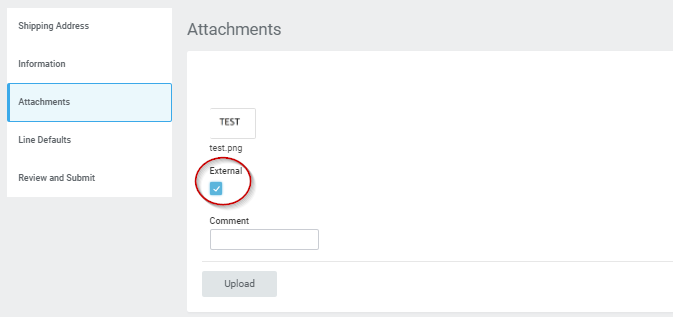 Shipping Address
Information
Attachments
Line Defaults
Review and Submit
Attachments
TEST
test.png
External
Comment
Upload